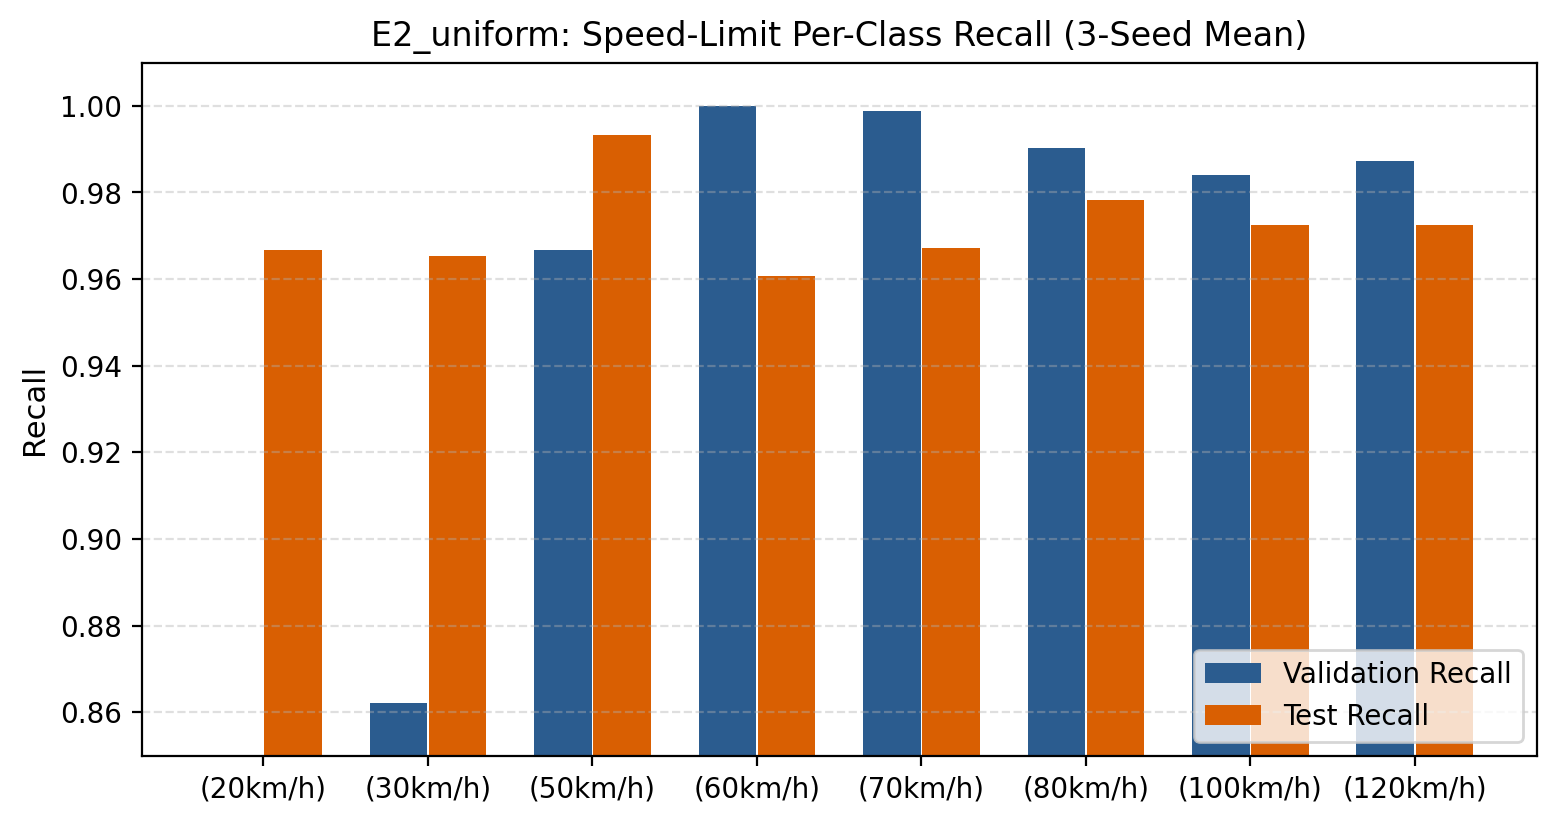 E2_uniform: Speed-Limit Per-Class Recall (3-Seed Mean)
Recall
1.00
0.98
0.96
0.94
0.92
0.90
0.88
0.86
(20km/h) (30km/h) (50km/h) (60km/h) (70km/h) (80km/h) (100km/h) (120km/h)
Validation Recall
Test Recall